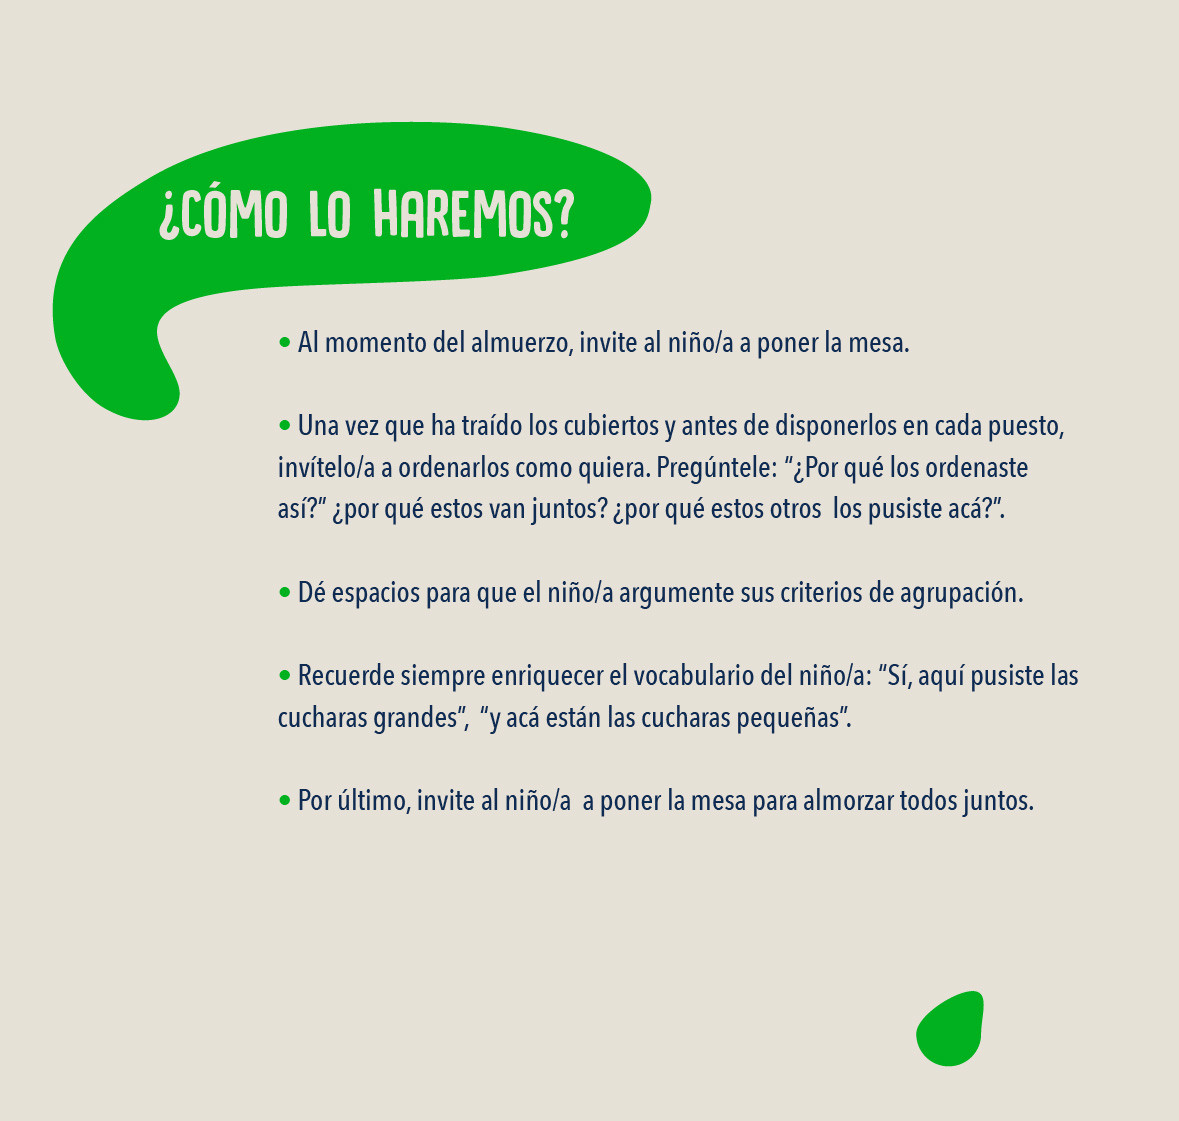 ¿CÓMO LO HAREMOS?
• Al momento del almuerzo, invite al niño/a a poner la mesa.
• Una vez que ha traído los cubiertos y antes de disponerlos en cada puesto,
invítelo/a a ordenarlos como quiera. Pregúntele: “¿Por qué los ordenaste
así?” ¿por qué estos van juntos? ¿por qué estos otros  los pusiste acá?”.
• Dé espacios para que el niño/a argumente sus criterios de agrupación.
• Recuerde siempre enriquecer el vocabulario del niño/a: “Sí, aquí pusiste las
cucharas grandes”,  “y acá están las cucharas pequeñas”.
• Por último, invite al niño/a  a poner la mesa para almorzar todos juntos.